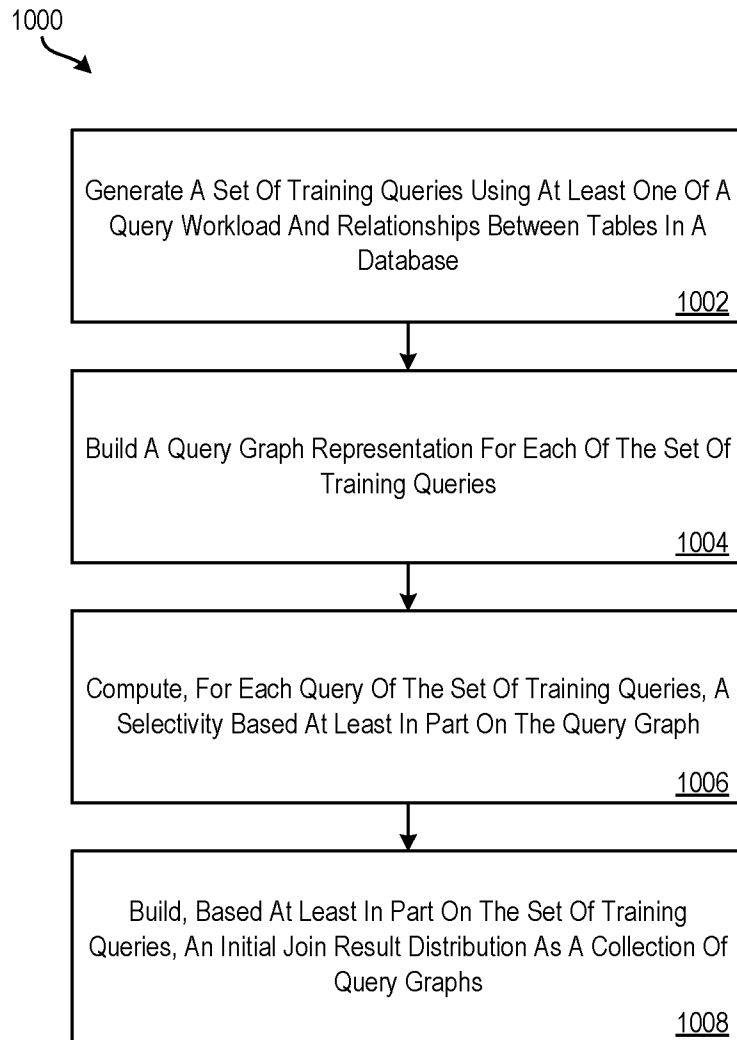 1000
Generate A Set Of Training Queries Using At Least One Of A
Query Workload And Relationships Between Tables In A
Database
1002
Build A Query Graph Representation For Each Of The Set Of
Training Queries
1004
Compute, For Each Query Of The Set Of Training Queries, A
Selectivity Based At Least In Part On The Query Graph
1006
Build, Based At Least In Part On The Set Of Training
Queries, An Initial Join Result Distribution As A Collection Of
Query Graphs
1008